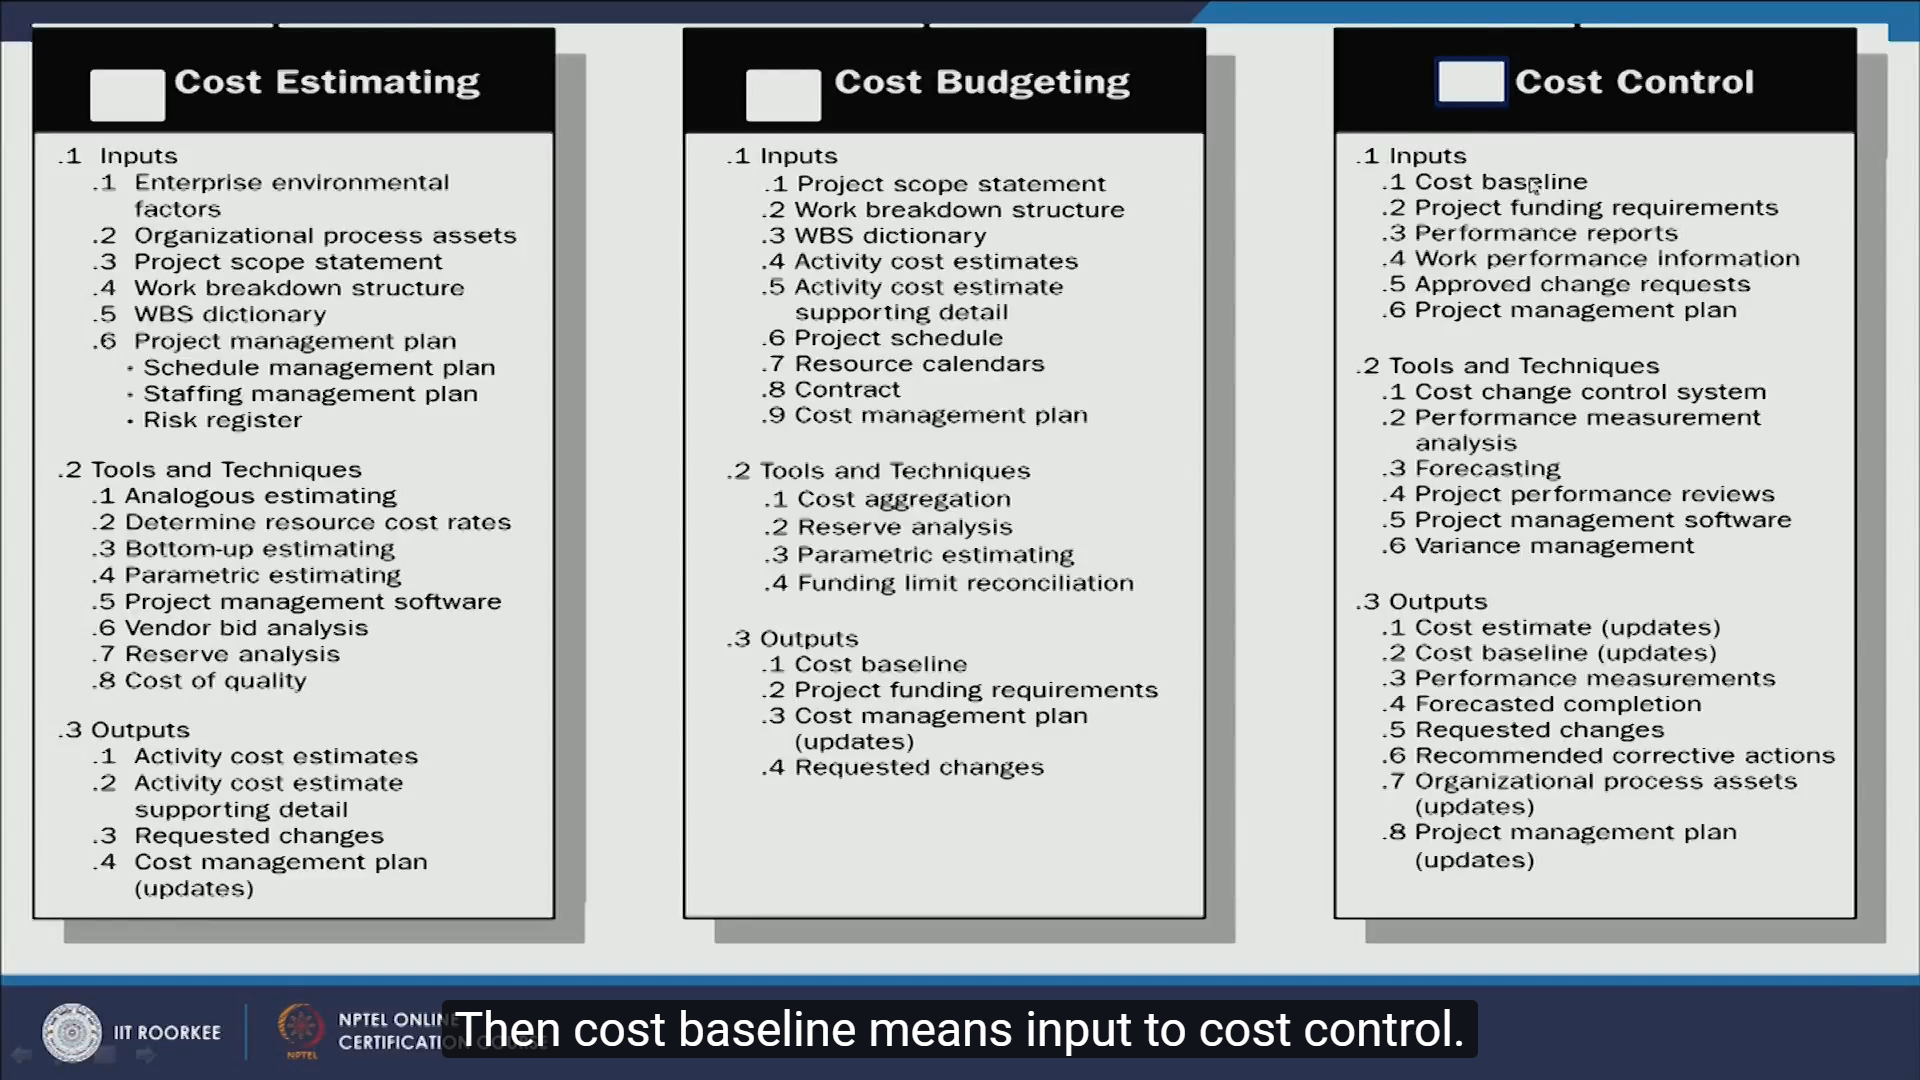 Cost Estimating
.1 Inputs
.1 Enterprise environmental
factors
.2 Organizational process assets
.3 Project scope statement
.4 Work breakdown structure
.5 WBS dictionary
.6 Project management plan
• Schedule management plan
• Staffing management plan
• Risk register
.2 Tools and Techniques
.1 Analogous estimating
.2 Determine resource cost rates
.3 Bottom-up estimating
.4 Parametric estimating
.5 Project management software
.6 Vendor bid analysis
.7 Reserve analysis
.8 Cost of quality
.3 Outputs
.1 Activity cost estimates
.2 Activity cost estimate
supporting detail
.3 Requested changes
.4 Cost management plan
(updates)
Cost Budgeting
.1 Inputs
.1 Project scope statement
.2 Work breakdown structure
.3 WBS dictionary
.4 Activity cost estimates
.5 Activity cost estimate
supporting detail
.6 Project schedule
.7 Resource calendars
.8 Contract
.9 Cost management plan
.2 Tools and Techniques
.1 Cost aggregation
.2 Reserve analysis
.3 Parametric estimating
.4 Funding limit reconciliation
.3 Outputs
.1 Cost baseline
.2 Project funding requirements
.3 Cost management plan
(updates)
.4 Requested changes
Cost Control
.1 Inputs
.1 Cost baseline
.2 Project funding requirements
.3 Performance reports
.4 Work performance information
.5 Approved change requests
.6 Project management plan
.2 Tools and Techniques
.1 Cost change control system
.2 Performance measurement
analysis
.3 Forecasting
.4 Project performance reviews
.5 Project management software
.6 Variance management
.3 Outputs
.1 Cost estimate (updates)
.2 Cost baseline (updates)
.3 Performance measurements
.4 Forecasted completion
.5 Requested changes
.6 Recommended corrective actions
.7 Organizational process assets
(updates)
.8 Project management plan
(updates)
IIT ROORKEE
NPTEL
NPTEL ONLINE
CERTIFICATION COURSE
Then cost baseline means input to cost control.